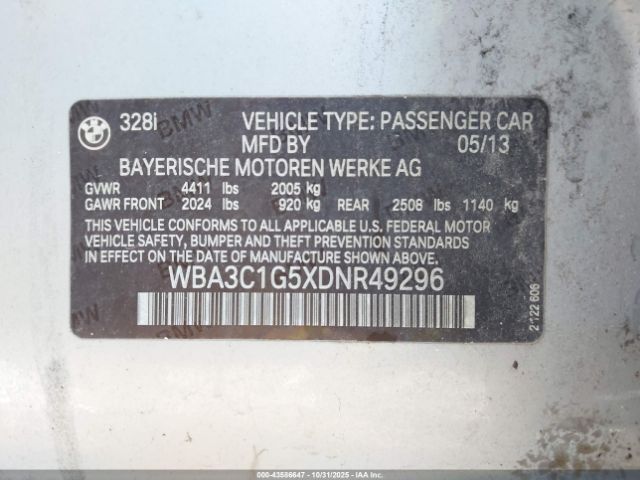 BMW 328i VEHICLE TYPE: PASSENGER CAR
MFD BY 05/13
BAYERISCHE MOTOREN WERKE AG
GVWR 4411 lbs 2005 kg
GAWR FRONT 2024 lbs 920 kg REAR 2508 lbs 1140 kg
THIS VEHICLE CONFORMS TO ALL APPLICABLE U.S. FEDERAL MOTOR
VEHICLE SAFETY, BUMPER AND THEFT PREVENTION STANDARDS
IN EFFECT ON THE DATE OF MANUFACTURE SHOWN ABOVE.
WBA3C1G5XDNR49296
2 122 606
000-43586647 - 10/31/2025 - IAAI.COM